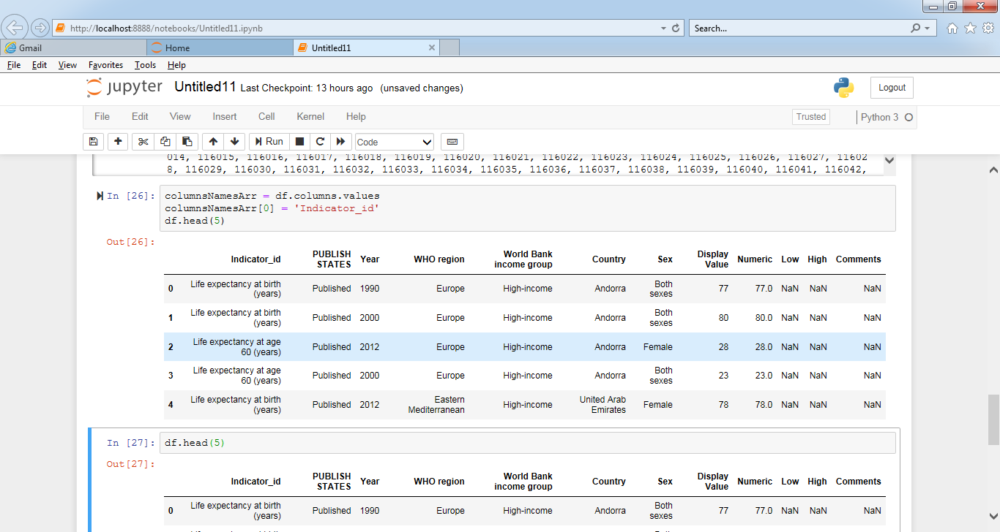 http://localhost:8888/notebooks/Untitled11.ipynb
Search...
Gmail
Home
Untitled11
File Edit View Favorites Tools Help
jupyter Untitled11 Last Checkpoint: 13 hours ago (unsaved changes)
Logout
File Edit View Insert Cell Kernel Help
Trusted
Python 3
Run
Code
014, 116015, 116016, 116017, 116018, 116019, 116020, 116021, 116022, 116023, 116024, 116025, 116026, 116027, 11602
8, 116029, 116030, 116031, 116032, 116033, 116034, 116035, 116036, 116037, 116038, 116039, 116040, 116041, 116042,
In [26]: columnsNamesArr = df.columns.values
columnsNamesArr[0] = 'Indicator_id'
df.head(5)
Out[26]:
Indicator_id PUBLISH STATES Year WHO region World Bank income group Country Sex Display Value Numeric Low High Comments
0 Life expectancy at birth (years) Published 1990 Europe High-income Andorra Both sexes 77 77.0 NaN NaN NaN
1 Life expectancy at birth (years) Published 2000 Europe High-income Andorra Both sexes 80 80.0 NaN NaN NaN
2 Life expectancy at age 60 (years) Published 2012 Europe High-income Andorra Female 28 28.0 NaN NaN NaN
3 Life expectancy at age 60 (years) Published 2000 Europe High-income Andorra Both sexes 23 23.0 NaN NaN NaN
4 Life expectancy at birth (years) Published 2012 Eastern Mediterranean High-income United Arab Emirates Female 78 78.0 NaN NaN NaN
In [27]: df.head(5)
Out[27]:
Indicator_id PUBLISH STATES Year WHO region World Bank income group Country Sex Display Value Numeric Low High Comments
0 Life expectancy at birth (years) Published 1990 Europe High-income Andorra Both sexes 77 77.0 NaN NaN NaN